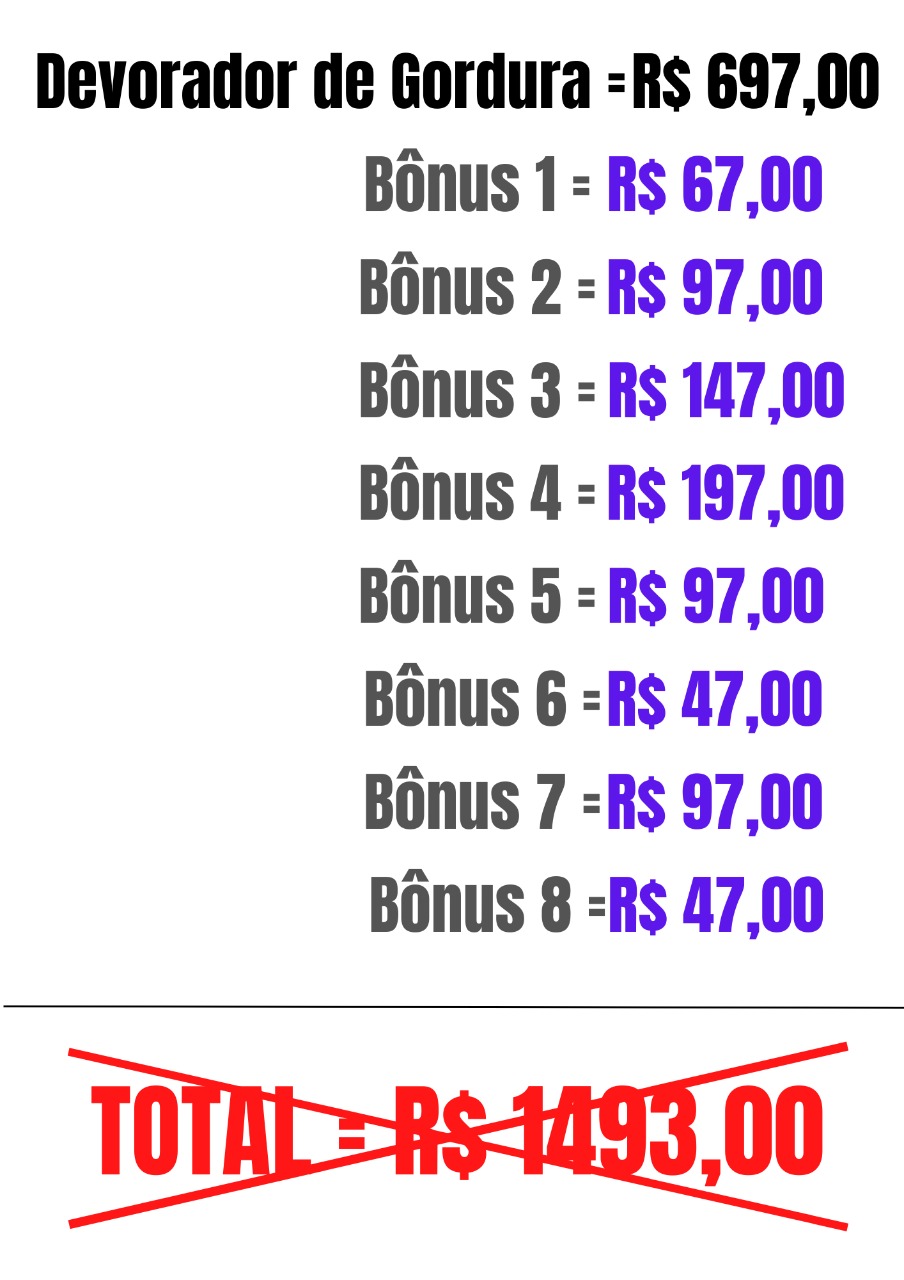 Devorador de Gordura =R$ 697,00
Bônus 1 = R$ 67,00
Bônus 2 = R$ 97,00
Bônus 3 = R$ 147,00
Bônus 4 = R$ 197,00
Bônus 5 = R$ 97,00
Bônus 6 =R$ 47,00
Bônus 7 =R$ 97,00
Bônus 8 =R$ 47,00
TOTAL = R$ 1493,00